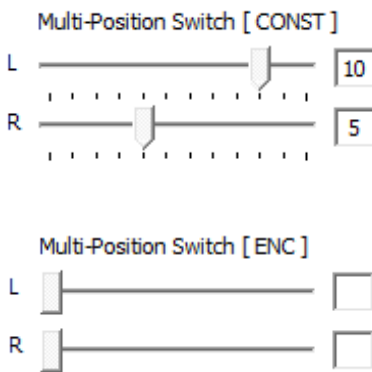 Multi-Position Switch [ CONST ]
L 10
R 5
Multi-Position Switch [ ENC ]
L
R